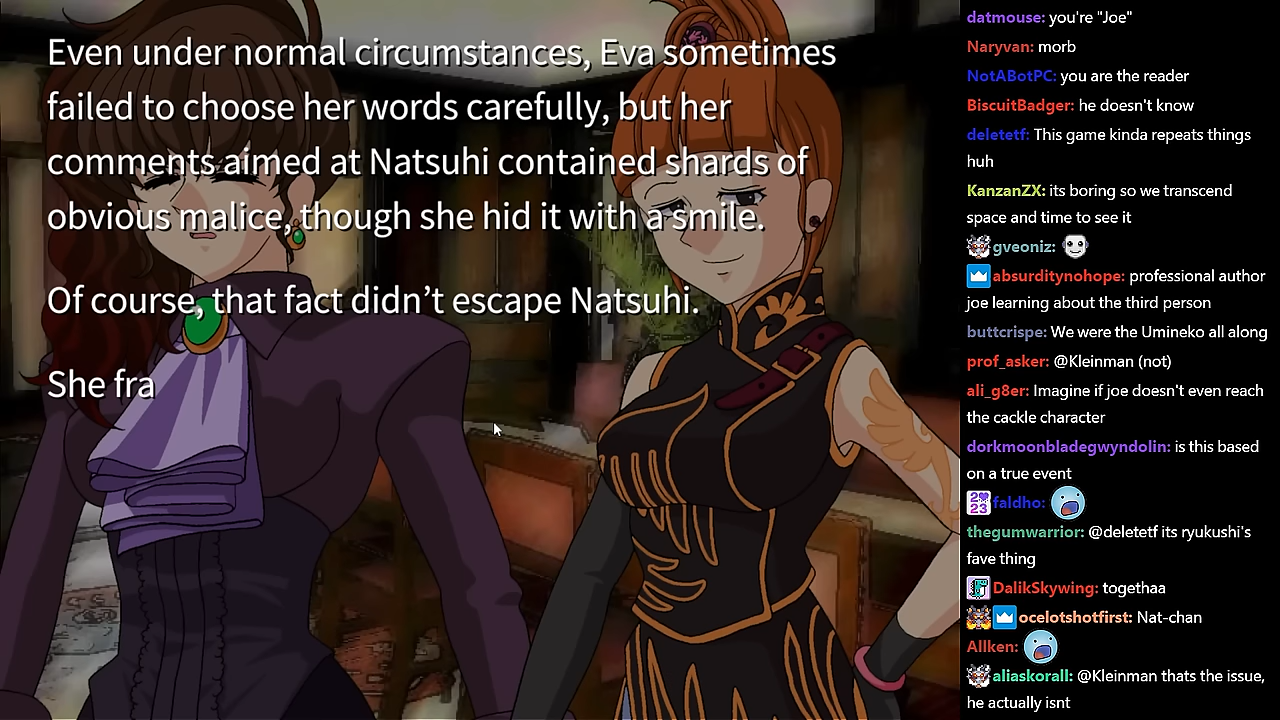 Even under normal circumstances, Eva sometimes
failed to choose her words carefully, but her
comments aimed at Natsuhi contained shards of
obvious malice, though she hid it with a smile.
Of course, that fact didn’t escape Natsuhi.
She fra
datmouse: you're "Joe"
Naryvan: morb
NotABotPC: you are the reader
BiscuitBadger: he doesn't know
deletetf: This game kinda repeats things
huh
KanzanZX: its boring so we transcend
space and time to see it
gveoniz:
absurditynohope: professional author
joe learning about the third person
buttcrispe: We were the Umineko all along
prof_asker: @Kleinman (not)
ali_g8er: Imagine if joe doesn't even reach
the cackle character
dorkmoonbladegwyndolin: is this based
on a true event
2023 faldho:
thegumwarrior: @deletetf its ryukushi's
fave thing
DalikSkywing: togethaa
ocelotshotfirst: Nat-chan
Allken:
aliaskorall: @Kleinman thats the issue,
he actually isnt